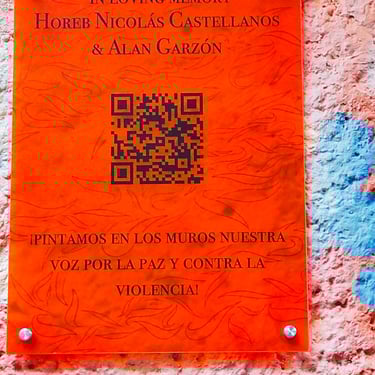 IN LOVING MEMORY
HOREB NICOLÁS CASTELLANOS
& ALAN GARZÓN
¡PINTAMOS EN LOS MUROS NUESTRA
VOZ POR LA PAZ Y CONTRA LA
VIOLENCIA!